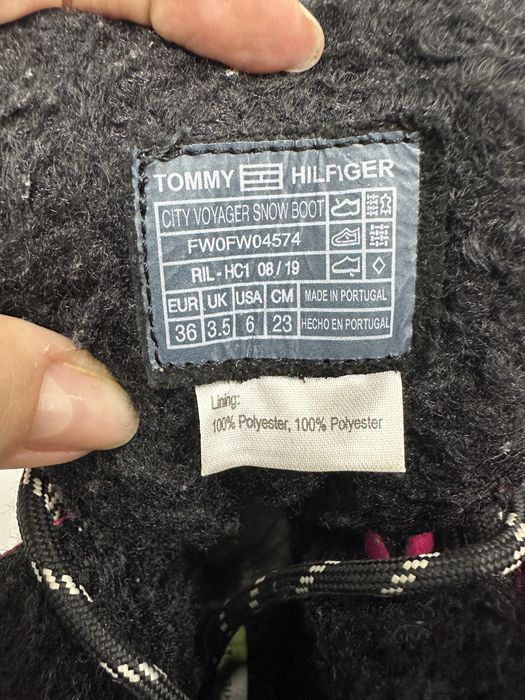 TOMMY HILFIGER
CITY VOYAGER SNOW BOOT
FW0FW04574
RIL - HC1 08 / 19
EUR UK USA CM MADE IN PORTUGAL
36 3.5 6 23 HECHO EN PORTUGAL
Lining:
100% Polyester, 100% Polyester